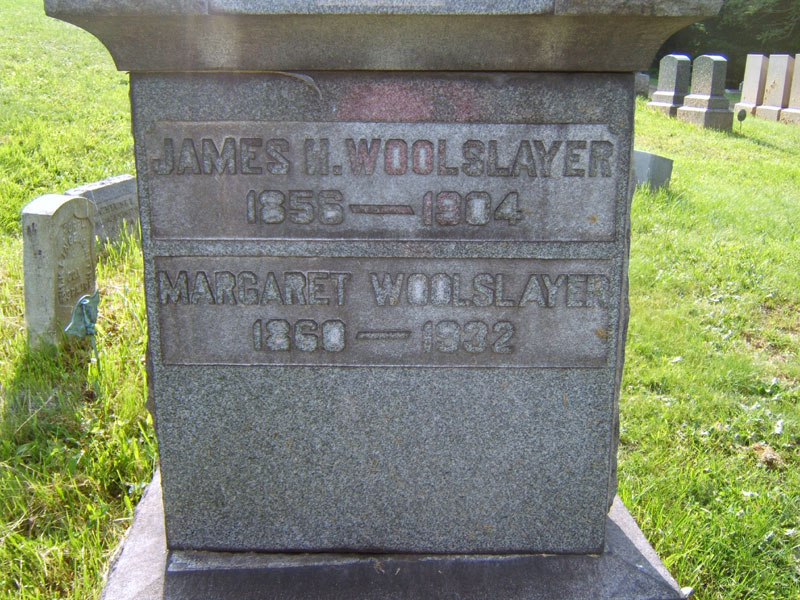 JAMES H. WOOLSLAYER
1856 — 1904
MARGARET WOOLSLAYER
1860 — 1932